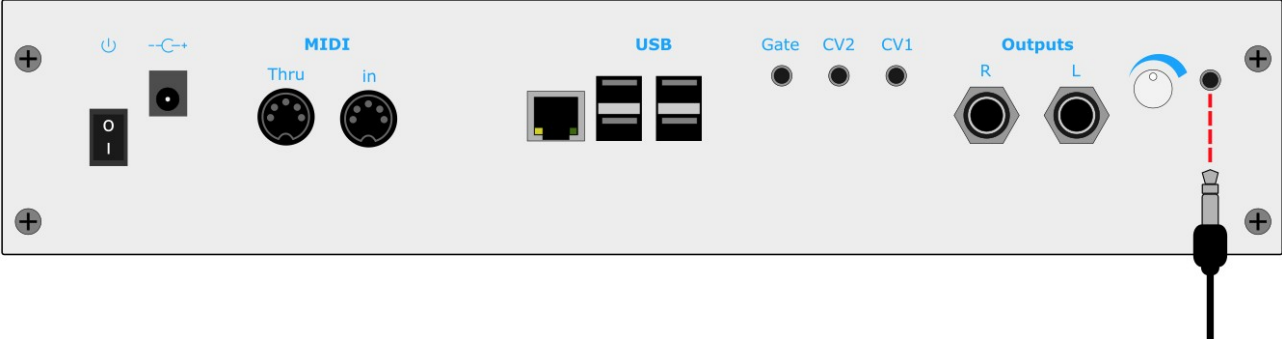 MIDI
Thru
in
USB
Gate
CV2
CV1
Outputs
R
L
O
I